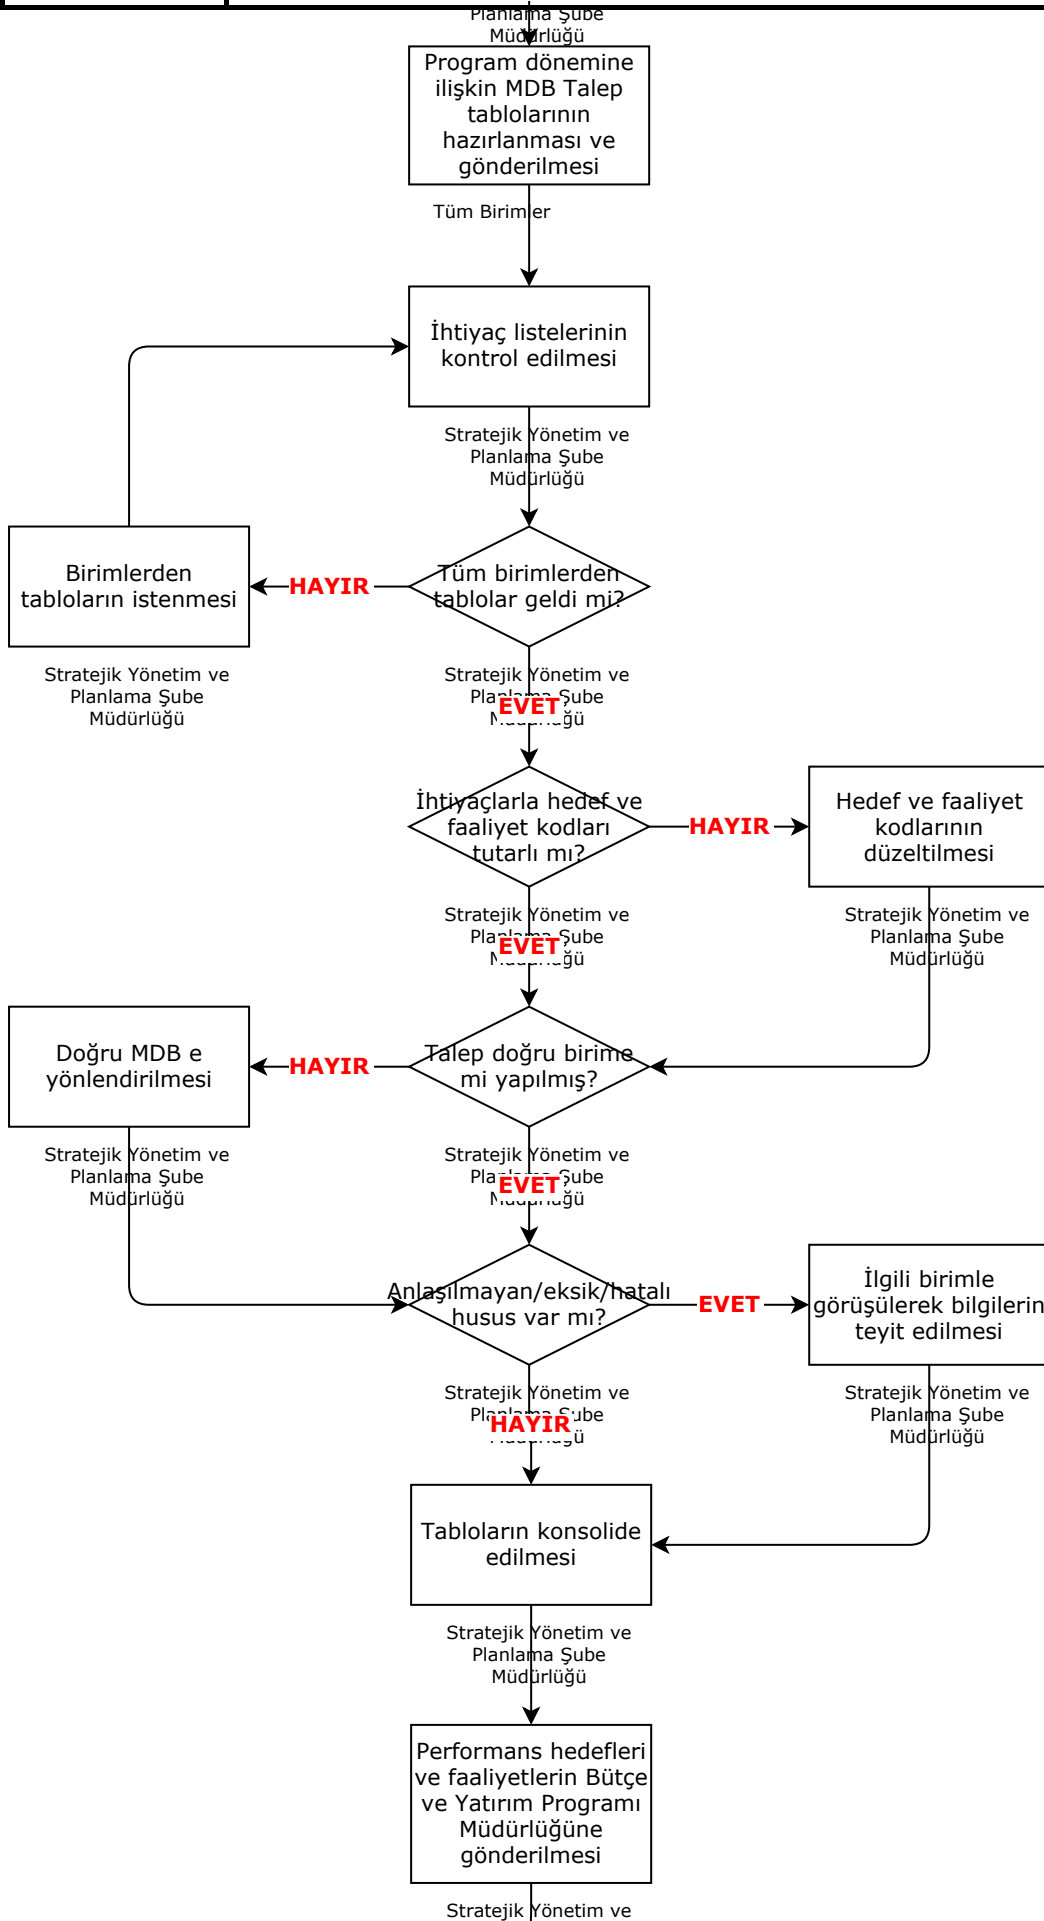 Planlama Şube
Müdürlüğü
Program dönemine
ilişkin MDB Talep
tablolarının
hazırlanması ve
gönderilmesi
Tüm Birimler
İhtiyaç listelerinin
kontrol edilmesi
Stratejik Yönetim ve
Planlama Şube
Müdürlüğü
Birimlerden
tabloların istenmesi
HAYIR
Tüm birimlerden
tablolar geldi mi?
Stratejik Yönetim ve
Planlama Şube
Müdürlüğü
Stratejik Yönetim ve
Planlama Şube
Müdürlüğü
EVET
İhtiyaçlarla hedef ve
faaliyet kodları
tutarlı mı?
HAYIR
Hedef ve faaliyet
kodlarının
düzeltilmesi
Stratejik Yönetim ve
Planlama Şube
Müdürlüğü
EVET
Stratejik Yönetim ve
Planlama Şube
Müdürlüğü
Doğru MDB e
yönlendirilmesi
HAYIR
Talep doğru birime
mi yapılmış?
Stratejik Yönetim ve
Planlama Şube
Müdürlüğü
Stratejik Yönetim ve
Planlama Şube
Müdürlüğü
EVET
Anlaşılmayan/eksik/hatalı
husus var mı?
EVET
İlgili birimle
görüşülerek bilgilerin
teyit edilmesi
Stratejik Yönetim ve
Planlama Şube
Müdürlüğü
HAYIR
Stratejik Yönetim ve
Planlama Şube
Müdürlüğü
Tabloların konsolide
edilmesi
Stratejik Yönetim ve
Planlama Şube
Müdürlüğü
Performans hedefleri
ve faaliyetlerin Bütçe
ve Yatırım Programı
Müdürlüğüne
gönderilmesi
Stratejik Yönetim ve